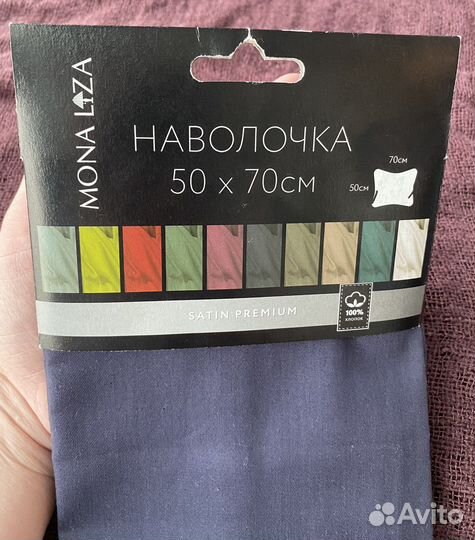 MONA LIZA
НАВОЛОЧКА
50 x 70см
70см
50см
SATIN PREMIUM
100%
ХЛОПОК
Avito